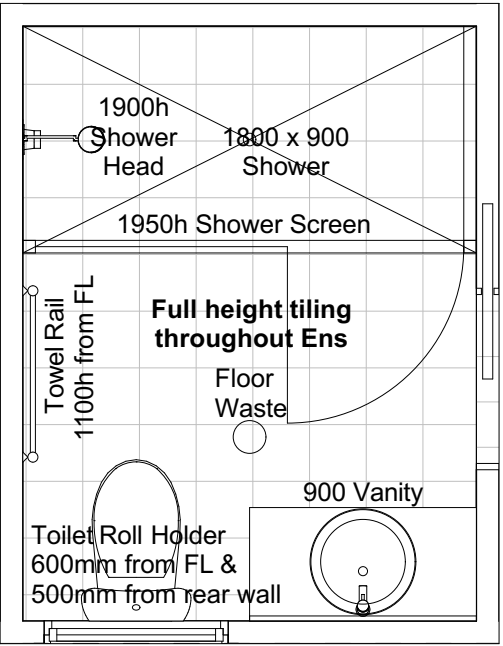 1900h
Shower
Head
1800 x 900
Shower
1950h Shower Screen
Towel Rail
1100h from FL
Full height tiling
throughout Ens
Floor
Waste
900 Vanity
Toilet Roll Holder
600mm from FL &
500mm from rear wall